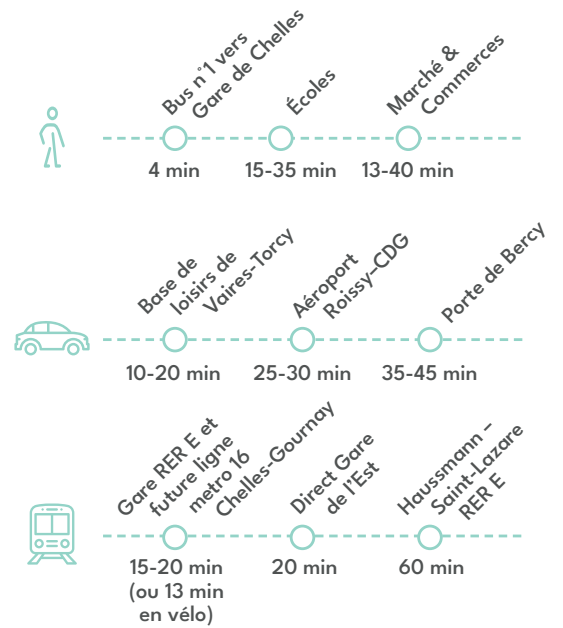 Bus n°1 vers
Gare de Chelles
Écoles
Marché &
Commerces
4 min
15-35 min
13-40 min
Base de
loisirs de
Vaires-Torcy
Aéroport
Roissy-CDG
Porte de Bercy
10-20 min
25-30 min
35-45 min
Gare RER E et
future ligne
metro 16
Chelles-Gournay
Direct Gare
de l'Est
Haussmann –
Saint-Lazare
RER E
15-20 min
(ou 13 min
en vélo)
20 min
60 min